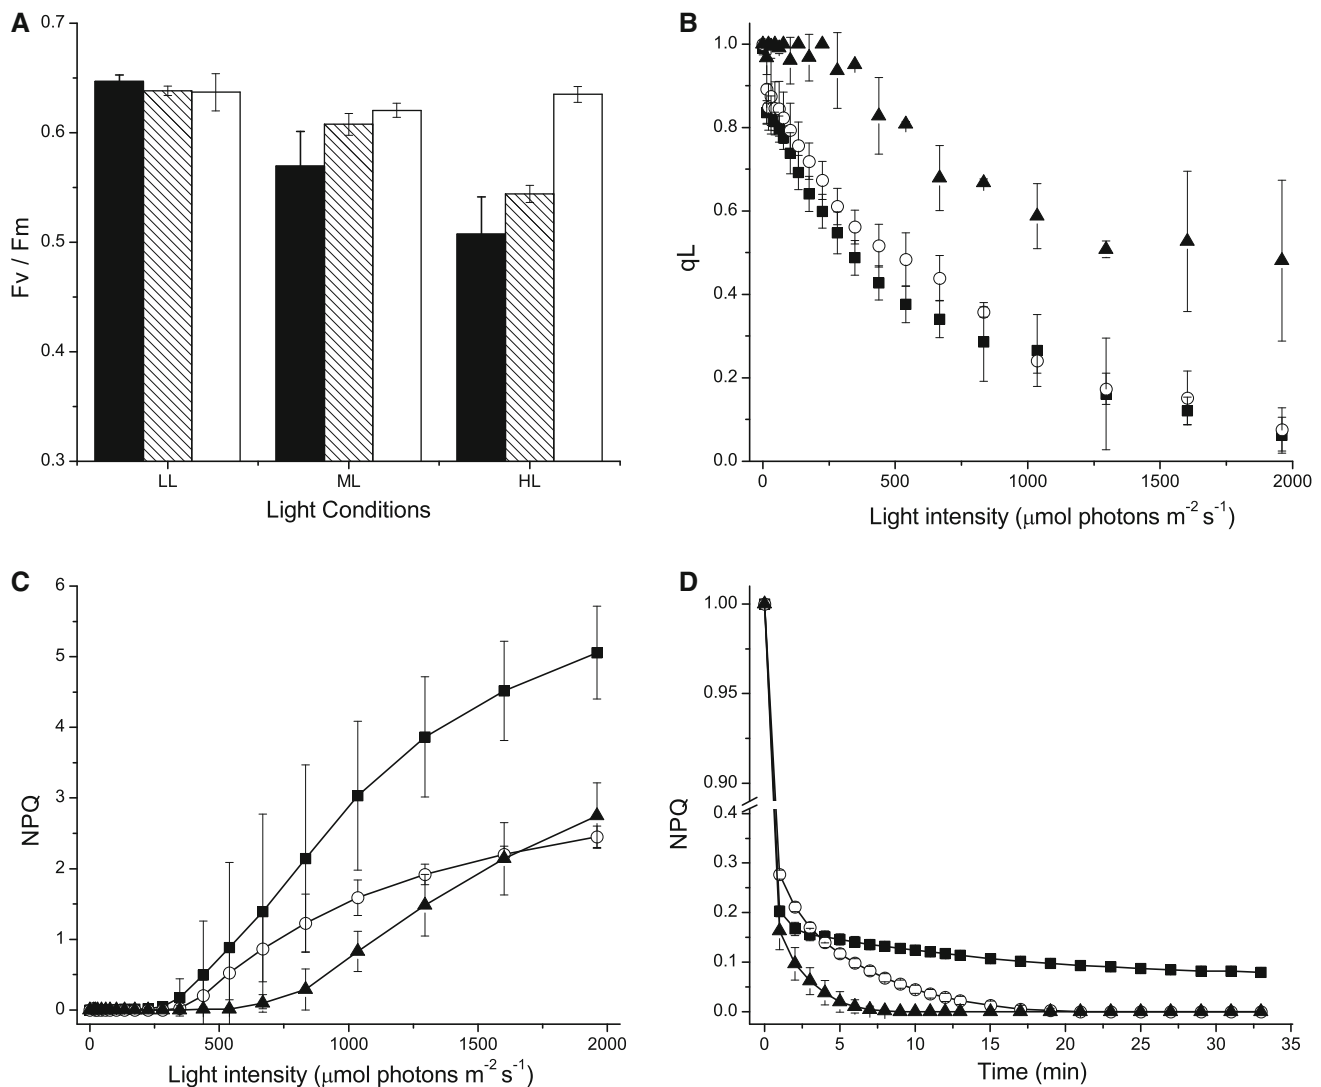 A
0.7
0.6
0.5
0.4
0.3
Fv / Fm
LL ML HL
Light Conditions
B
1.0
0.8
0.6
0.4
0.2
0.0
qL
0 500 1000 1500 2000
Light intensity (μmol photons m⁻² s⁻¹)
C
6
5
4
3
2
1
0
NPQ
0 500 1000 1500 2000
Light intensity (μmol photons m⁻² s⁻¹)
D
1.00
0.95
0.90
0.4
0.3
0.2
0.1
0.0
NPQ
0 5 10 15 20 25 30 35
Time (min)